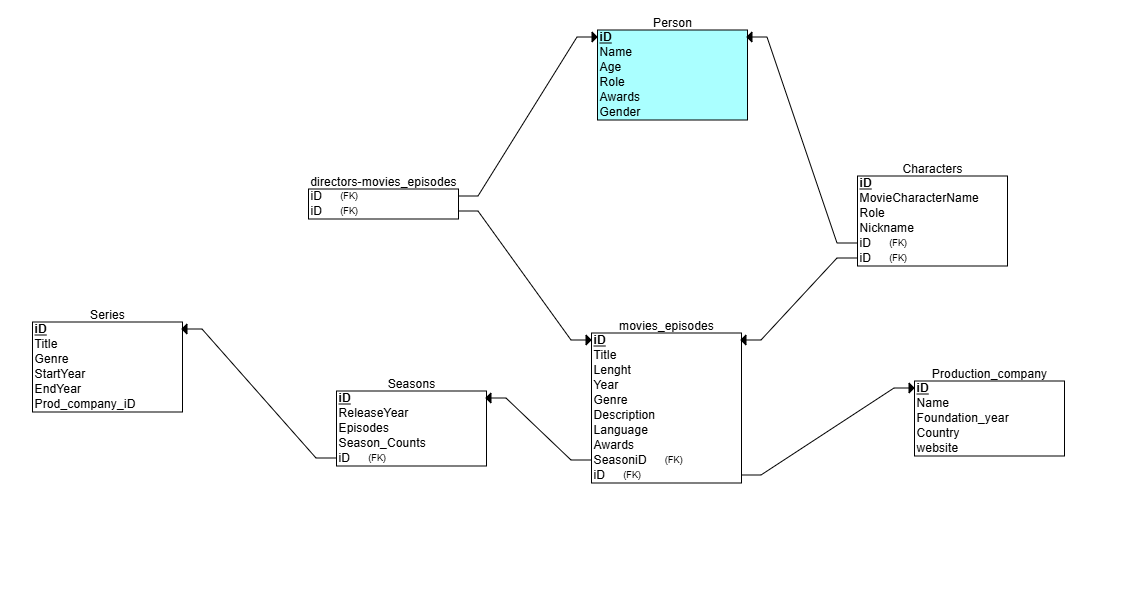 Person
iD
Name
Age
Role
Awards
Gender
directors-movies_episodes
iD (FK)
iD (FK)
Characters
iD
MovieCharacterName
Role
Nickname
iD (FK)
iD (FK)
Series
iD
Title
Genre
StartYear
EndYear
Prod_company_iD
Seasons
iD
ReleaseYear
Episodes
Season_Counts
iD (FK)
movies_episodes
iD
Title
Lenght
Year
Genre
Description
Language
Awards
SeasoniD (FK)
iD (FK)
Production_company
iD
Name
Foundation_year
Country
website